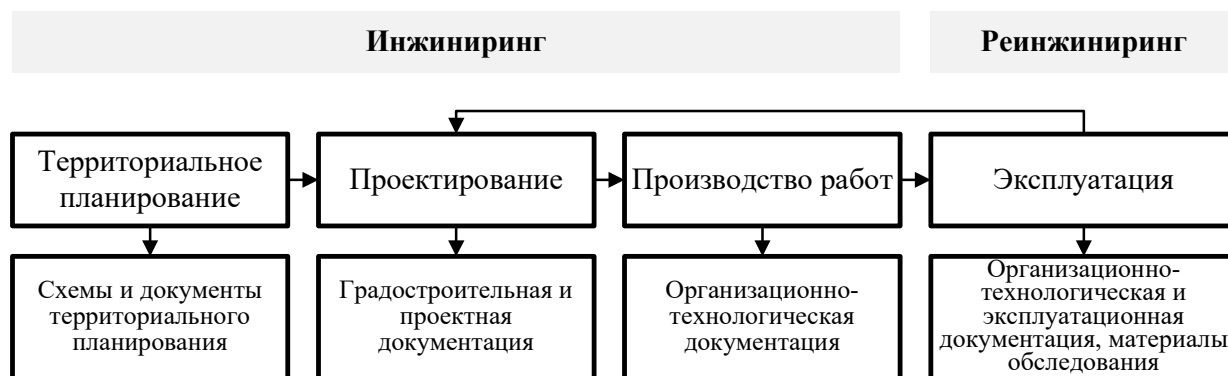 Инжиниринг
Реинжиниринг
Территориальное
планирование
Проектирование
Производство работ
Эксплуатация
Схемы и документы
территориального
планирования
Градостроительная и
проектная
документация
Организационно-
технологическая
документация
Организационно-
технологическая и
эксплуатационная
документация, материалы
обследования